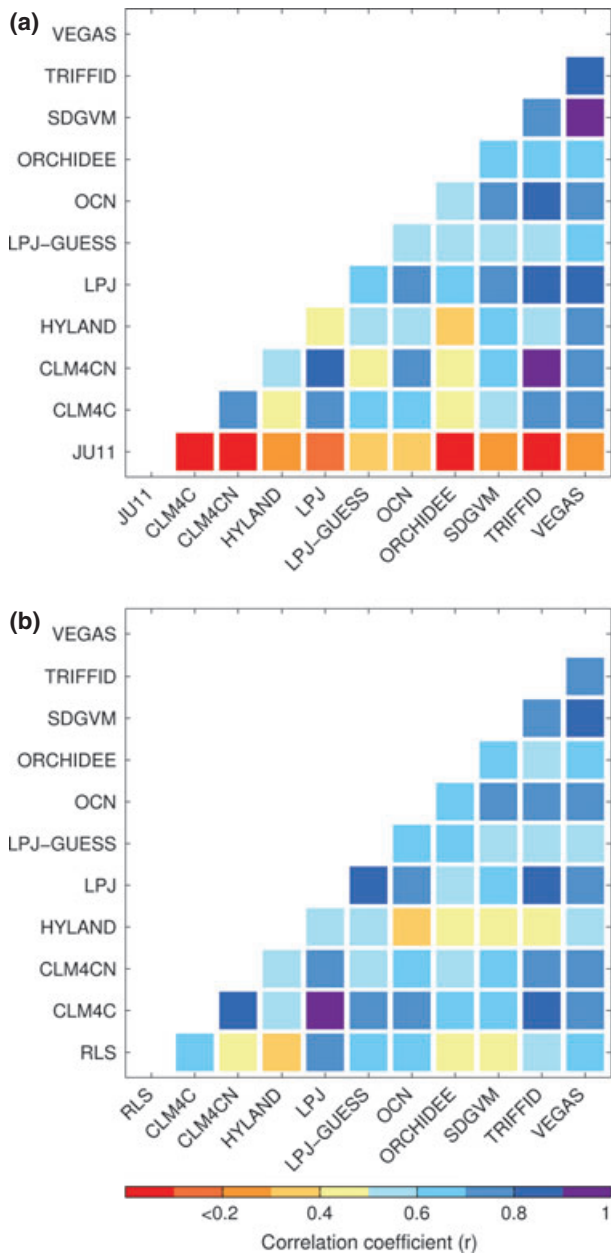 (a)
VEGAS
TRIFFID
SDGVM
ORCHIDEE
OCN
LPJ-GUESS
LPJ
HYLAND
CLM4CN
CLM4C
JU11
JU11 CLM4C CLM4CN HYLAND LPJ LPJ-GUESS OCN ORCHIDEE SDGVM TRIFFID VEGAS
(b)
VEGAS
TRIFFID
SDGVM
ORCHIDEE
OCN
LPJ-GUESS
LPJ
HYLAND
CLM4CN
CLM4C
RLS
RLS CLM4C CLM4CN HYLAND LPJ LPJ-GUESS OCN ORCHIDEE SDGVM TRIFFID VEGAS
<0.2 0.4 0.6 0.8 1
Correlation coefficient (r)